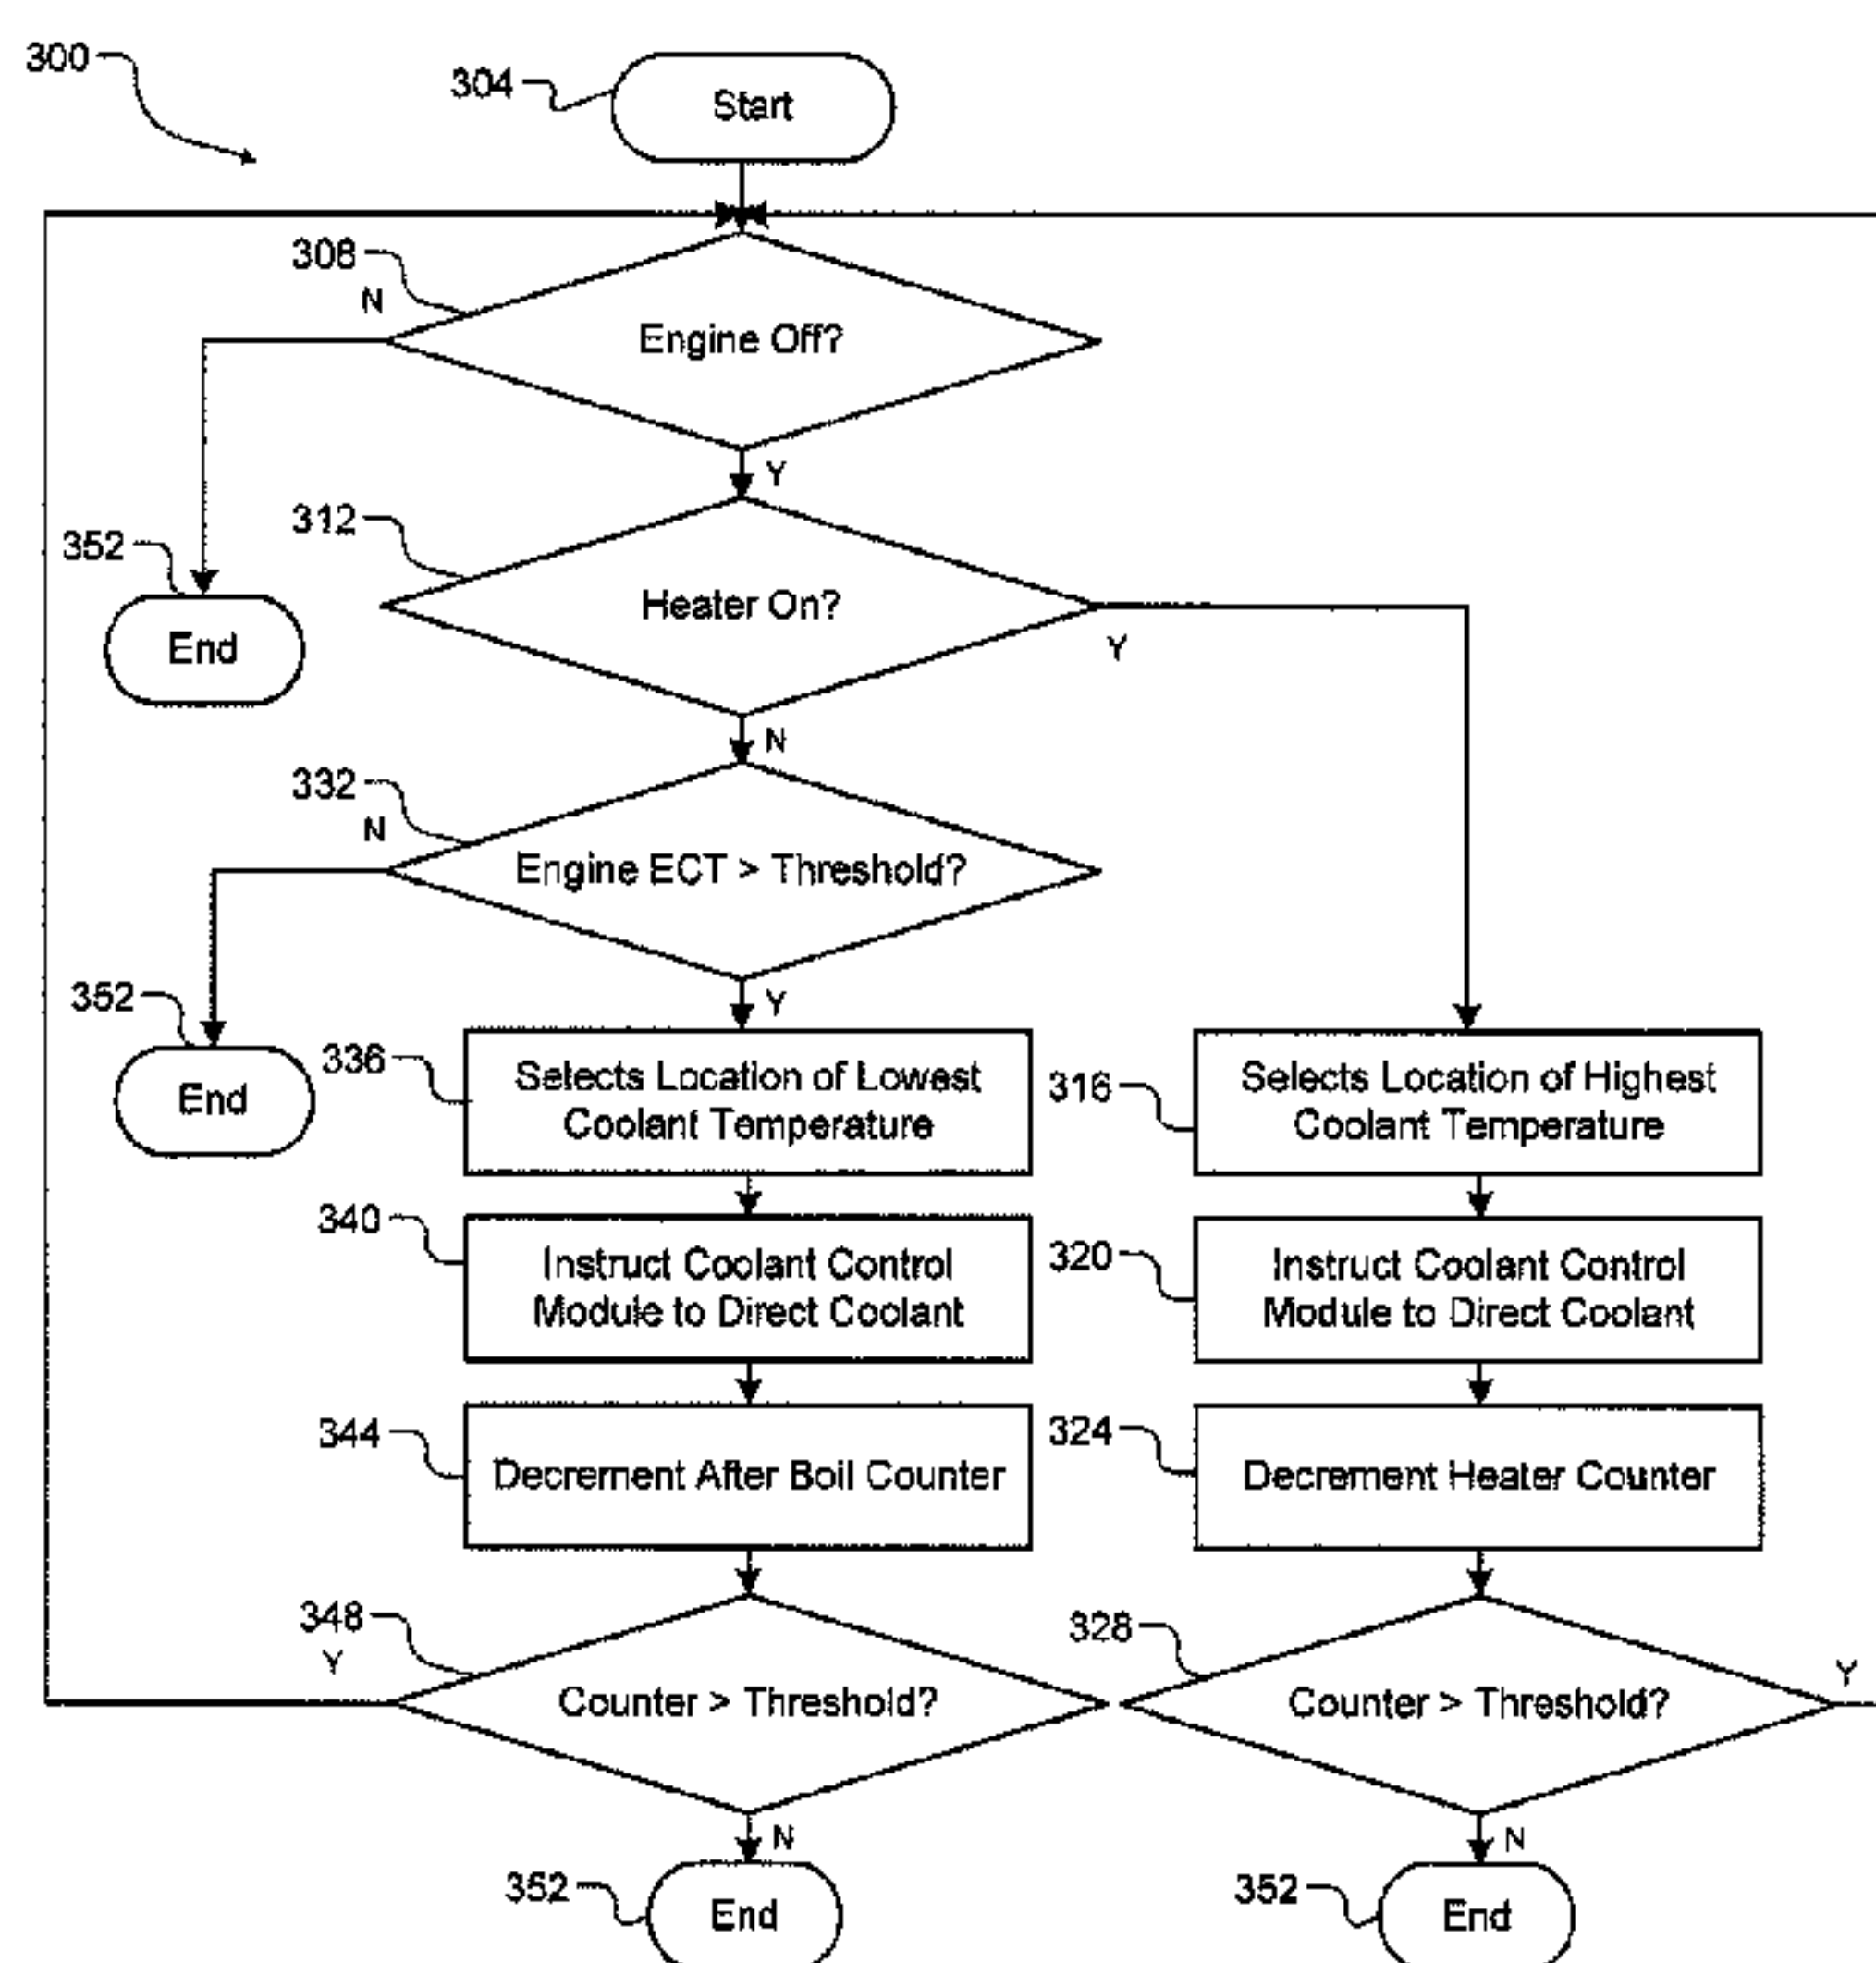 300
304
Start
308
N
Engine Off?
Y
312
352
Heater On?
End
Y
N
332
N
Engine ECT > Threshold?
352
Y
End
336
Selects Location of Lowest
Coolant Temperature
316
Selects Location of Highest
Coolant Temperature
340
Instruct Coolant Control
Module to Direct Coolant
320
Instruct Coolant Control
Module to Direct Coolant
344
Decrement After Boil Counter
324
Decrement Heater Counter
348
Y
Counter > Threshold?
328
Counter > Threshold?
Y
N
N
352
End
352
End